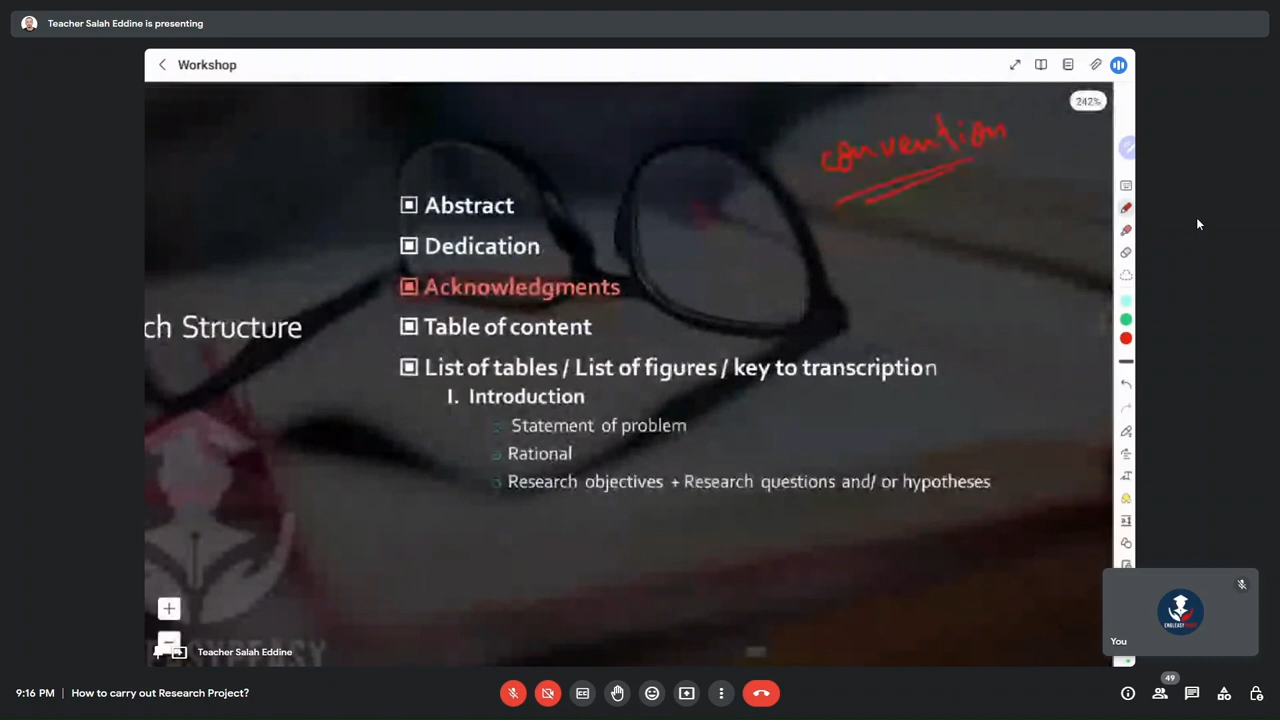 Teacher Salah Eddine is presenting
Workshop
242%
convention
Abstract
Dedication
Acknowledgments
ch Structure
Table of content
List of tables / List of figures / key to transcription
I. Introduction
Statement of problem
Rational
Research objectives + Research questions and/ or hypotheses
You
Teacher Salah Eddine
9:16 PM | How to carry out Research Project?
49